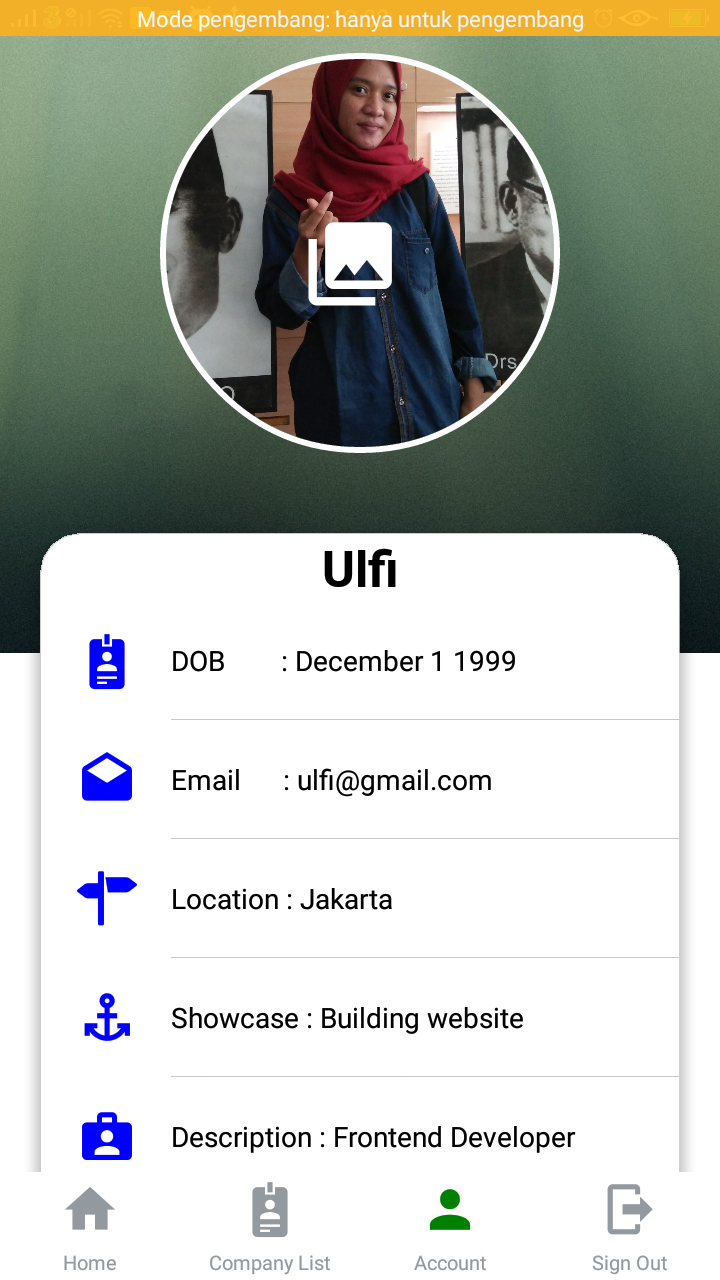 Mode pengembang: hanya untuk pengembang
Drs
O
Ulfi
DOB : December 1 1999
Email : ulfi@gmail.com
Location : Jakarta
Showcase : Building website
Description : Frontend Developer
Home
Company List
Account
Sign Out